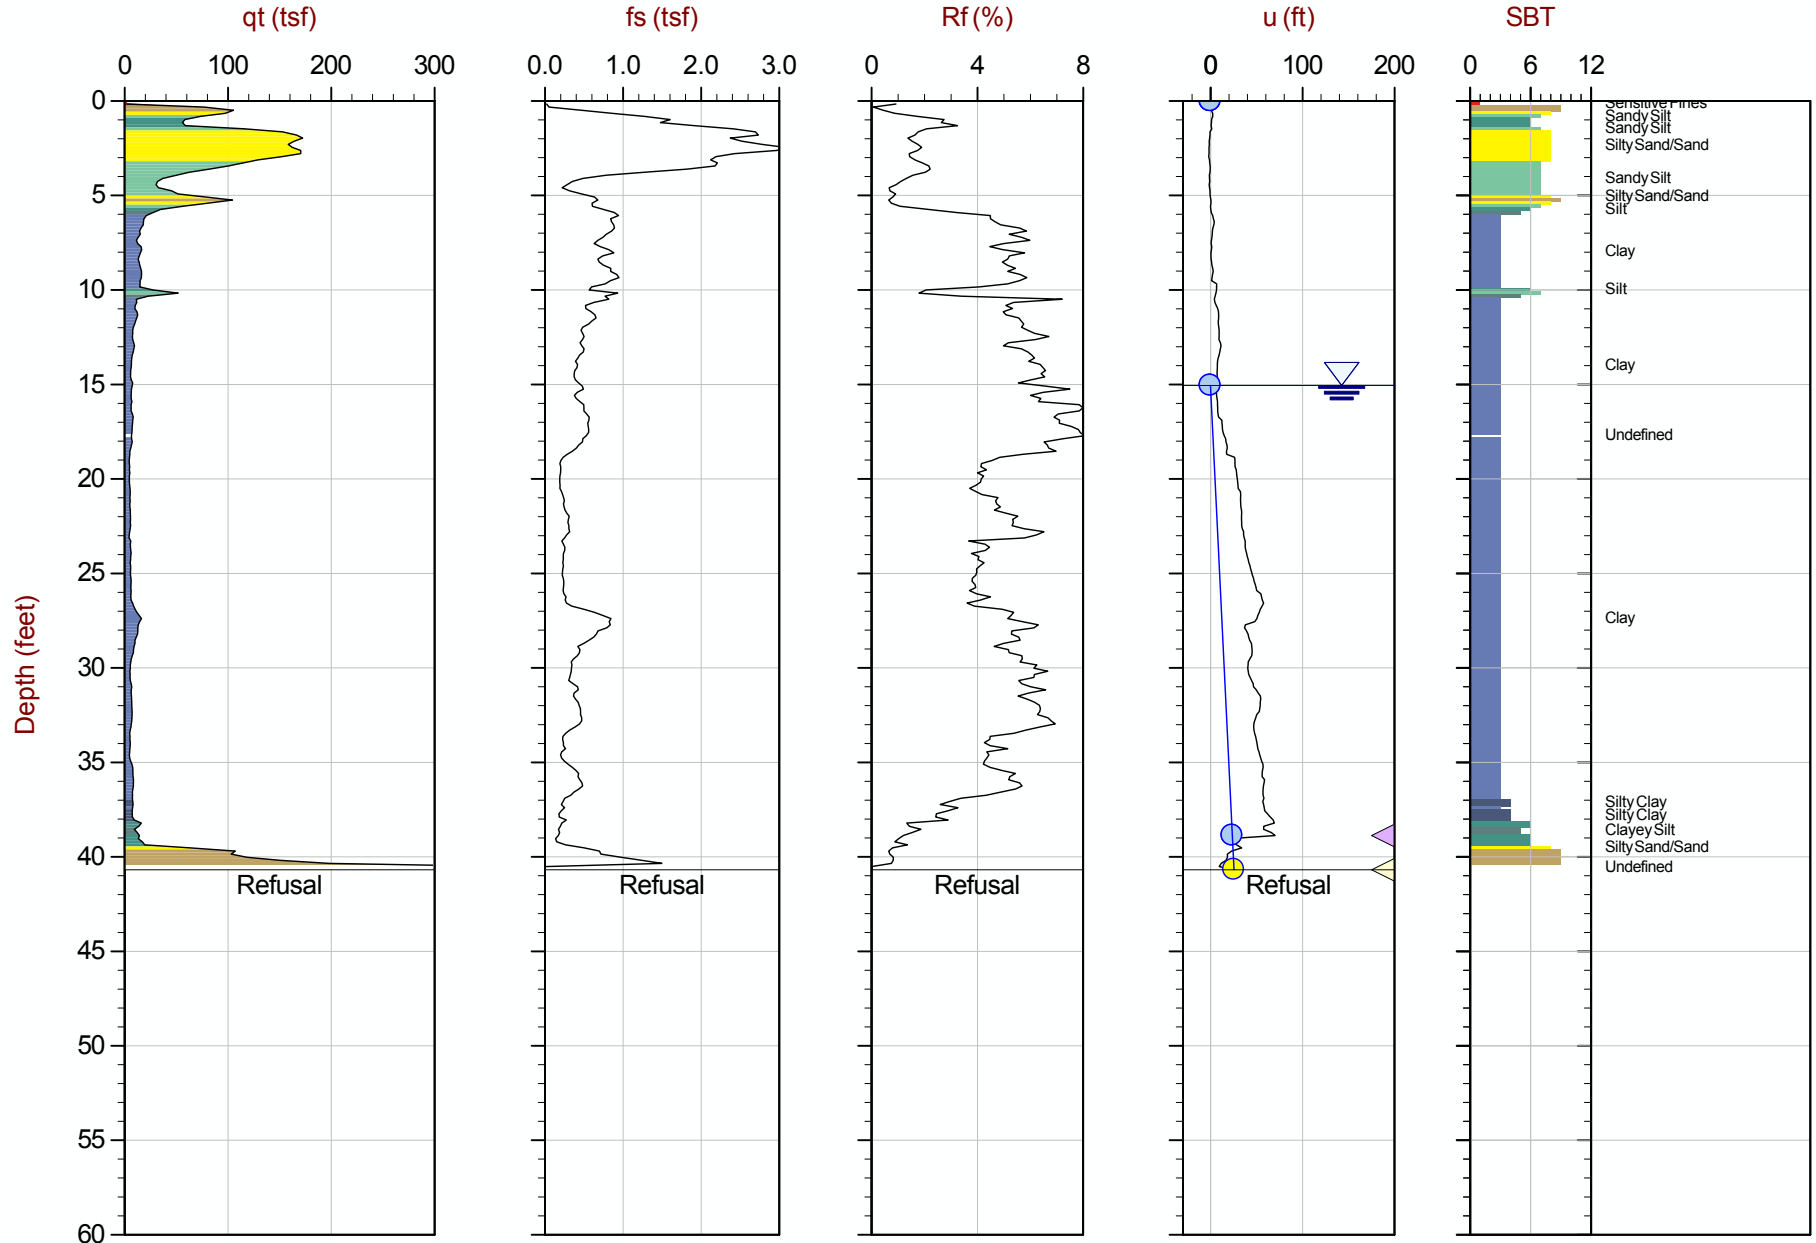 qt (tsf) fs (tsf) Rf (%) u (ft) SBT
0 100 200 300 0.0 1.0 2.0 3.0 0 4 8 0 100 200 0 6 12
0
Sensitive Fines
Sandy Silt
Sandy Silt
Silty Sand/Sand
Sandy Silt
5
Silty Sand/Sand
Silt
Clay
10
Silt
Clay
15
Undefined
20
25
Clay
30
Depth (feet)
35
Silty Clay
Silty Clay
Clayey Silt
Silty Sand/Sand
40
Undefined
Refusal Refusal Refusal Refusal
45
50
55
60